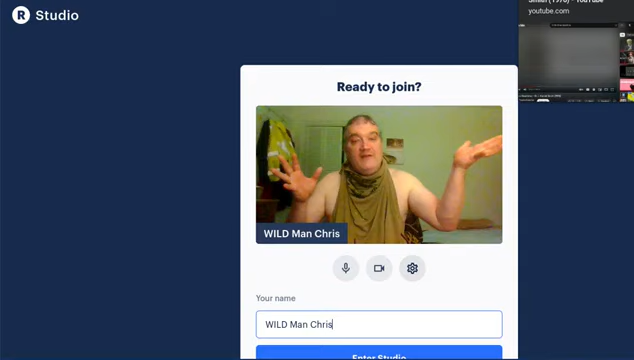 R Studio
youtube.com
Ready to join?
WILD Man Chris
Your name
WILD Man Chris
Enter Studio